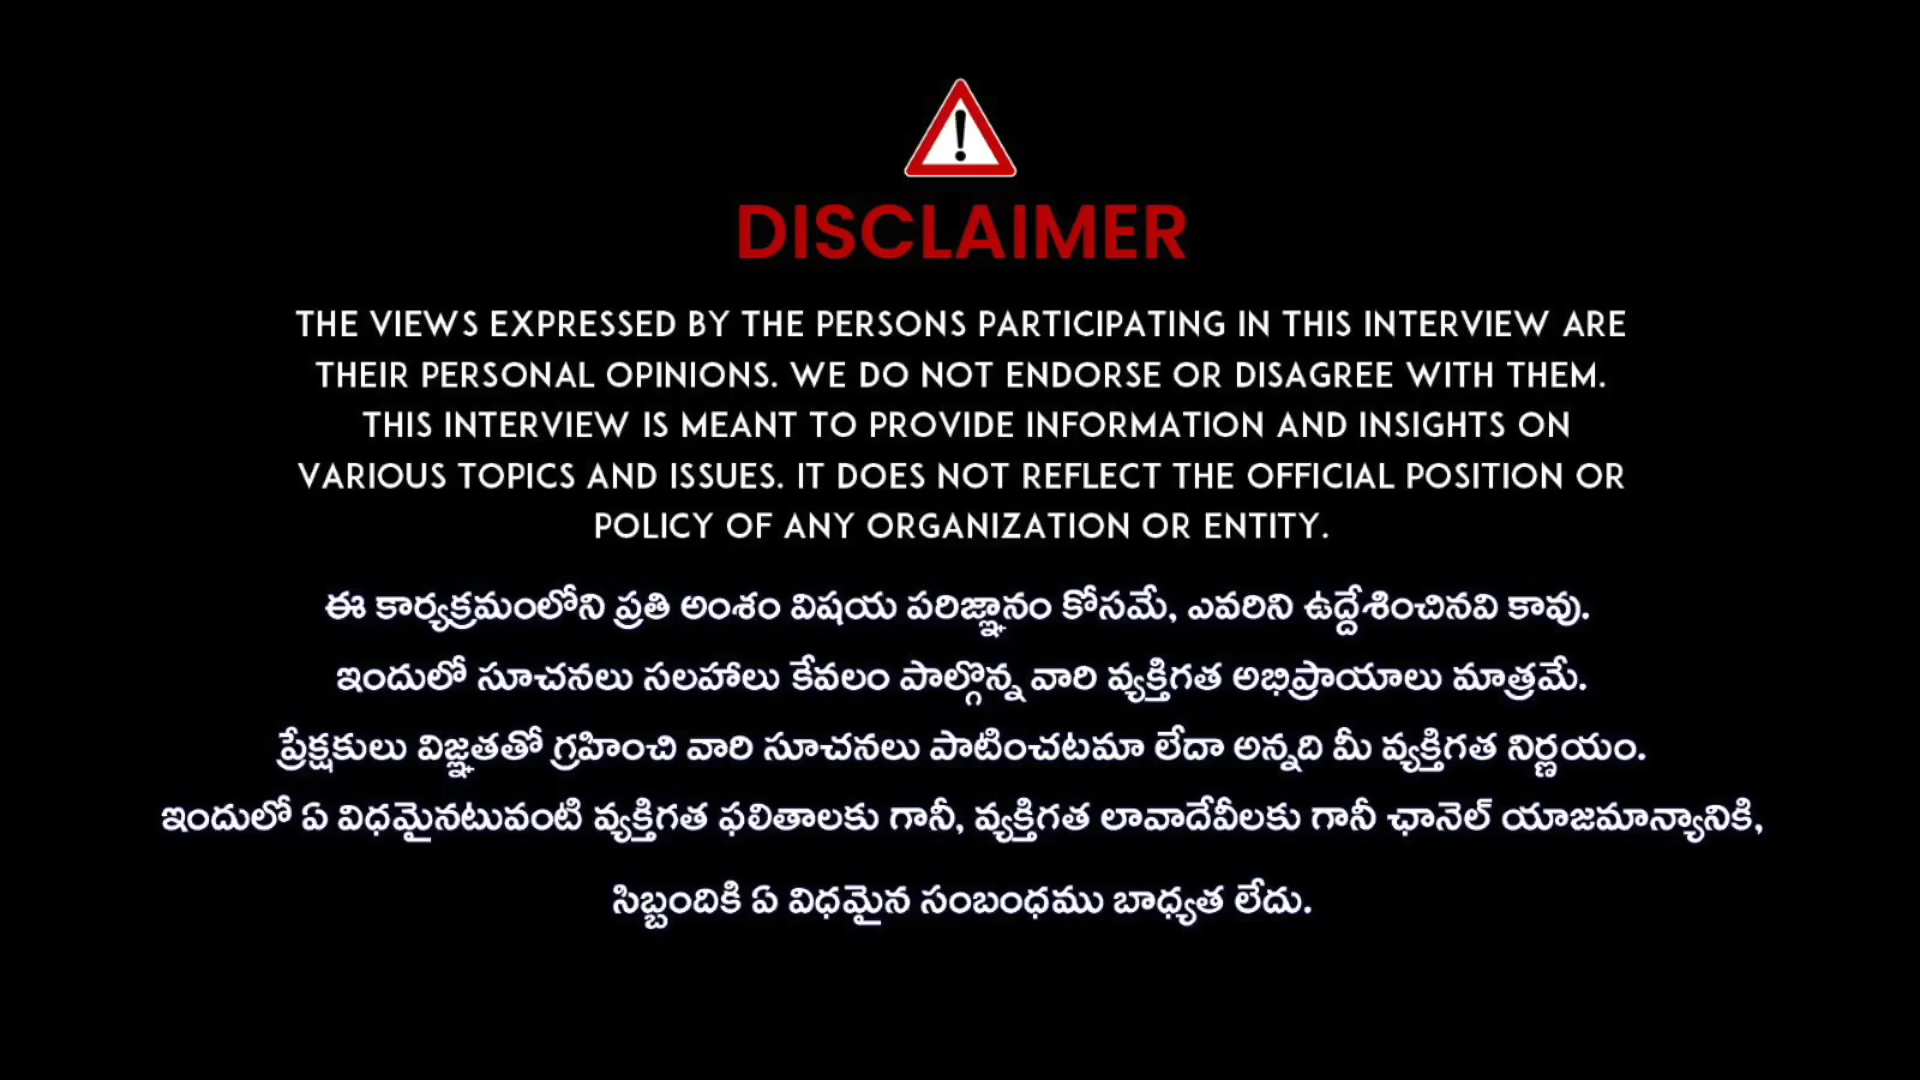 DISCLAIMER
THE VIEWS EXPRESSED BY THE PERSONS PARTICIPATING IN THIS INTERVIEW ARE
THEIR PERSONAL OPINIONS. WE DO NOT ENDORSE OR DISAGREE WITH THEM.
THIS INTERVIEW IS MEANT TO PROVIDE INFORMATION AND INSIGHTS ON
VARIOUS TOPICS AND ISSUES. IT DOES NOT REFLECT THE OFFICIAL POSITION OR
POLICY OF ANY ORGANIZATION OR ENTITY.
ఈ కార్యక్రమంలోని ప్రతి అంశం విషయ పరిజ్ఞానం కోసమే, ఎవరిని ఉద్దేశించినవి కావు.
ఇందులో సూచనలు సలహాలు కేవలం పాల్గొన్న వారి వ్యక్తిగత అభిప్రాయాలు మాత్రమే.
ప్రేక్షకులు విజ్ఞతతో గ్రహించి వారి సూచనలు పాటించటమా లేదా అన్నది మీ వ్యక్తిగత నిర్ణయం.
ఇందులో ఏ విధమైనటువంటి వ్యక్తిగత ఫలితాలకు గానీ, వ్యక్తిగత లావాదేవీలకు గానీ ఛానెల్ యాజమాన్యానికి,
సిబ్బందికి ఏ విధమైన సంబంధము బాధ్యత లేదు.